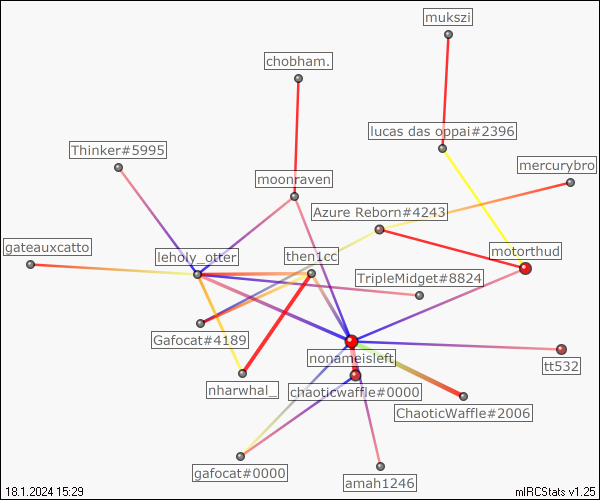 mukszi
chobham.
lucas das oppai#2396
Thinker#5995
mercurybro
moonraven
Azure Reborn#4243
gateauxcatto
leholy_otter
then1cc
motorthud
TripleMidget#8824
Gafocat#4189
nonameisleft
tt532
nharwhal_
chaoticwaffle#0000
ChaoticWaffle#2006
gafocat#0000
amah1246
18.1.2024 15:29
mIRCStats v1.25